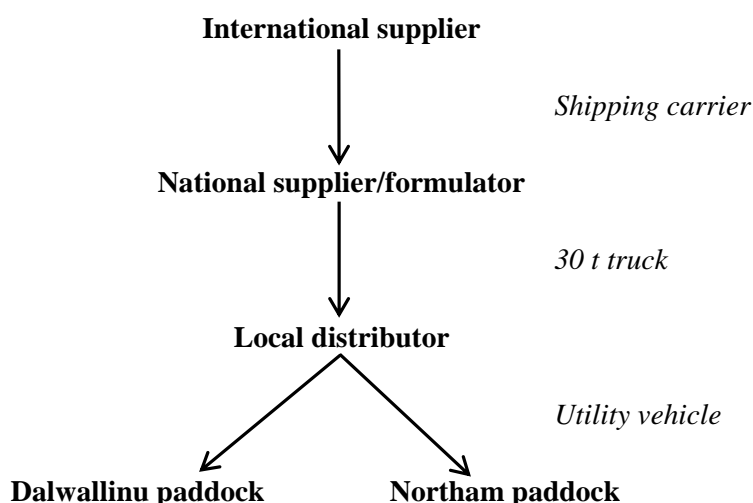 International supplier
Shipping carrier
National supplier/formulator
30 t truck
Local distributor
Utility vehicle
Dalwallinu paddock
Northam paddock